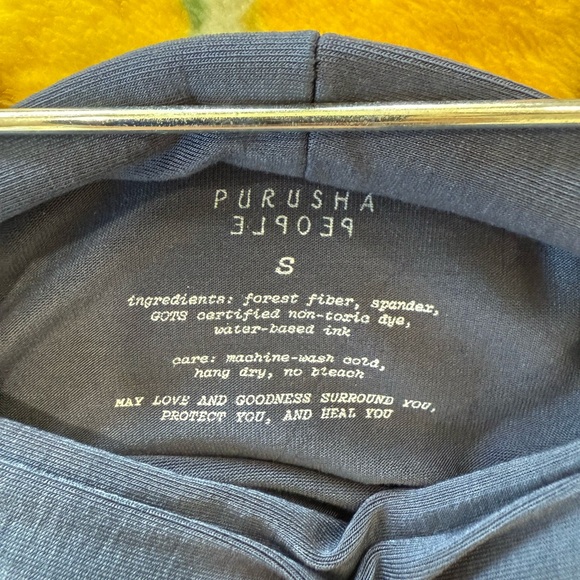 PURUSHA
PEOPLE
S
ingredients: forest fiber, spandex,
GOTS certified non-toxic dye,
water-based ink
care: machine-wash cold,
hang dry, no bleach
MAY LOVE AND GOODNESS SURROUND YOU,
PROTECT YOU, AND HEAL YOU